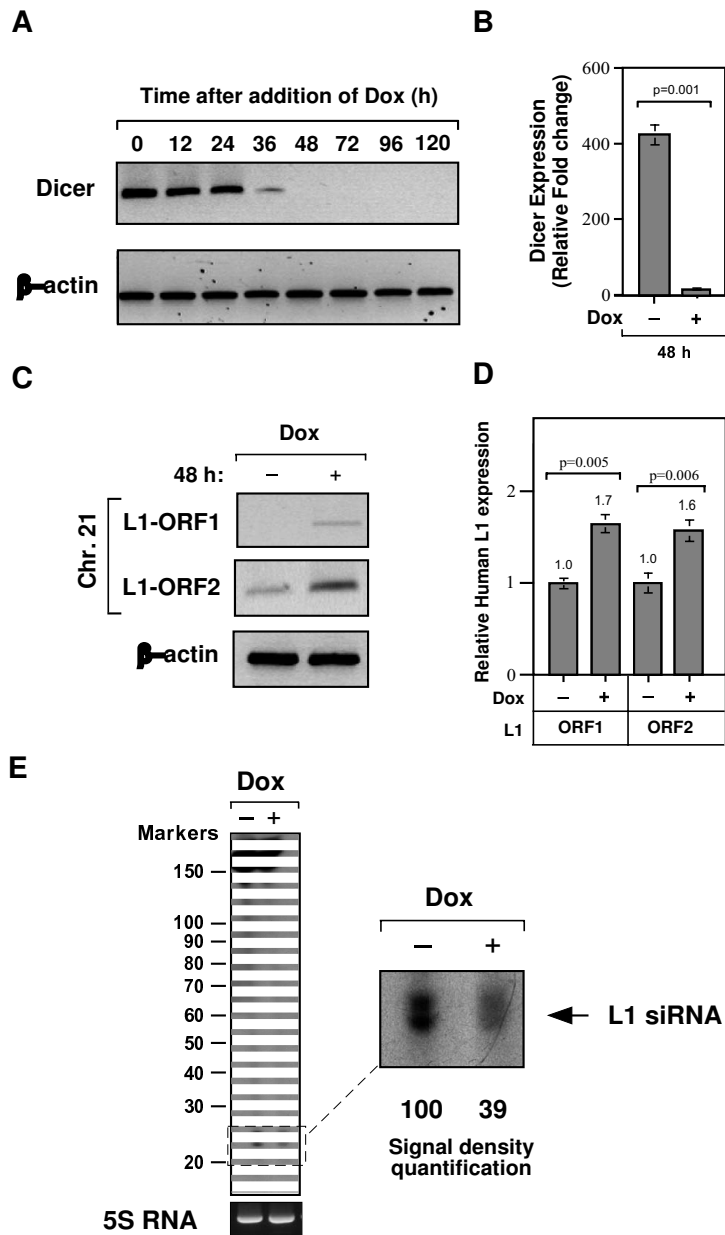 A
Time after addition of Dox (h)
0 12 24 36 48 72 96 120
Dicer
β-actin
B
Dicer Expression
(Relative Fold change)
600
400
200
0
p=0.001
Dox – +
48 h
C
Dox
48 h: – +
Chr. 21
L1-ORF1
L1-ORF2
β-actin
D
Relative Human L1 expression
2
1
0
p=0.005
p=0.006
1.0
1.7
1.0
1.6
Dox – + – +
L1 ORF1 ORF2
E
Dox
– +
Markers
150
100
90
80
70
60
50
40
30
20
5S RNA
Dox
– +
L1 siRNA
100 39
Signal density
quantification